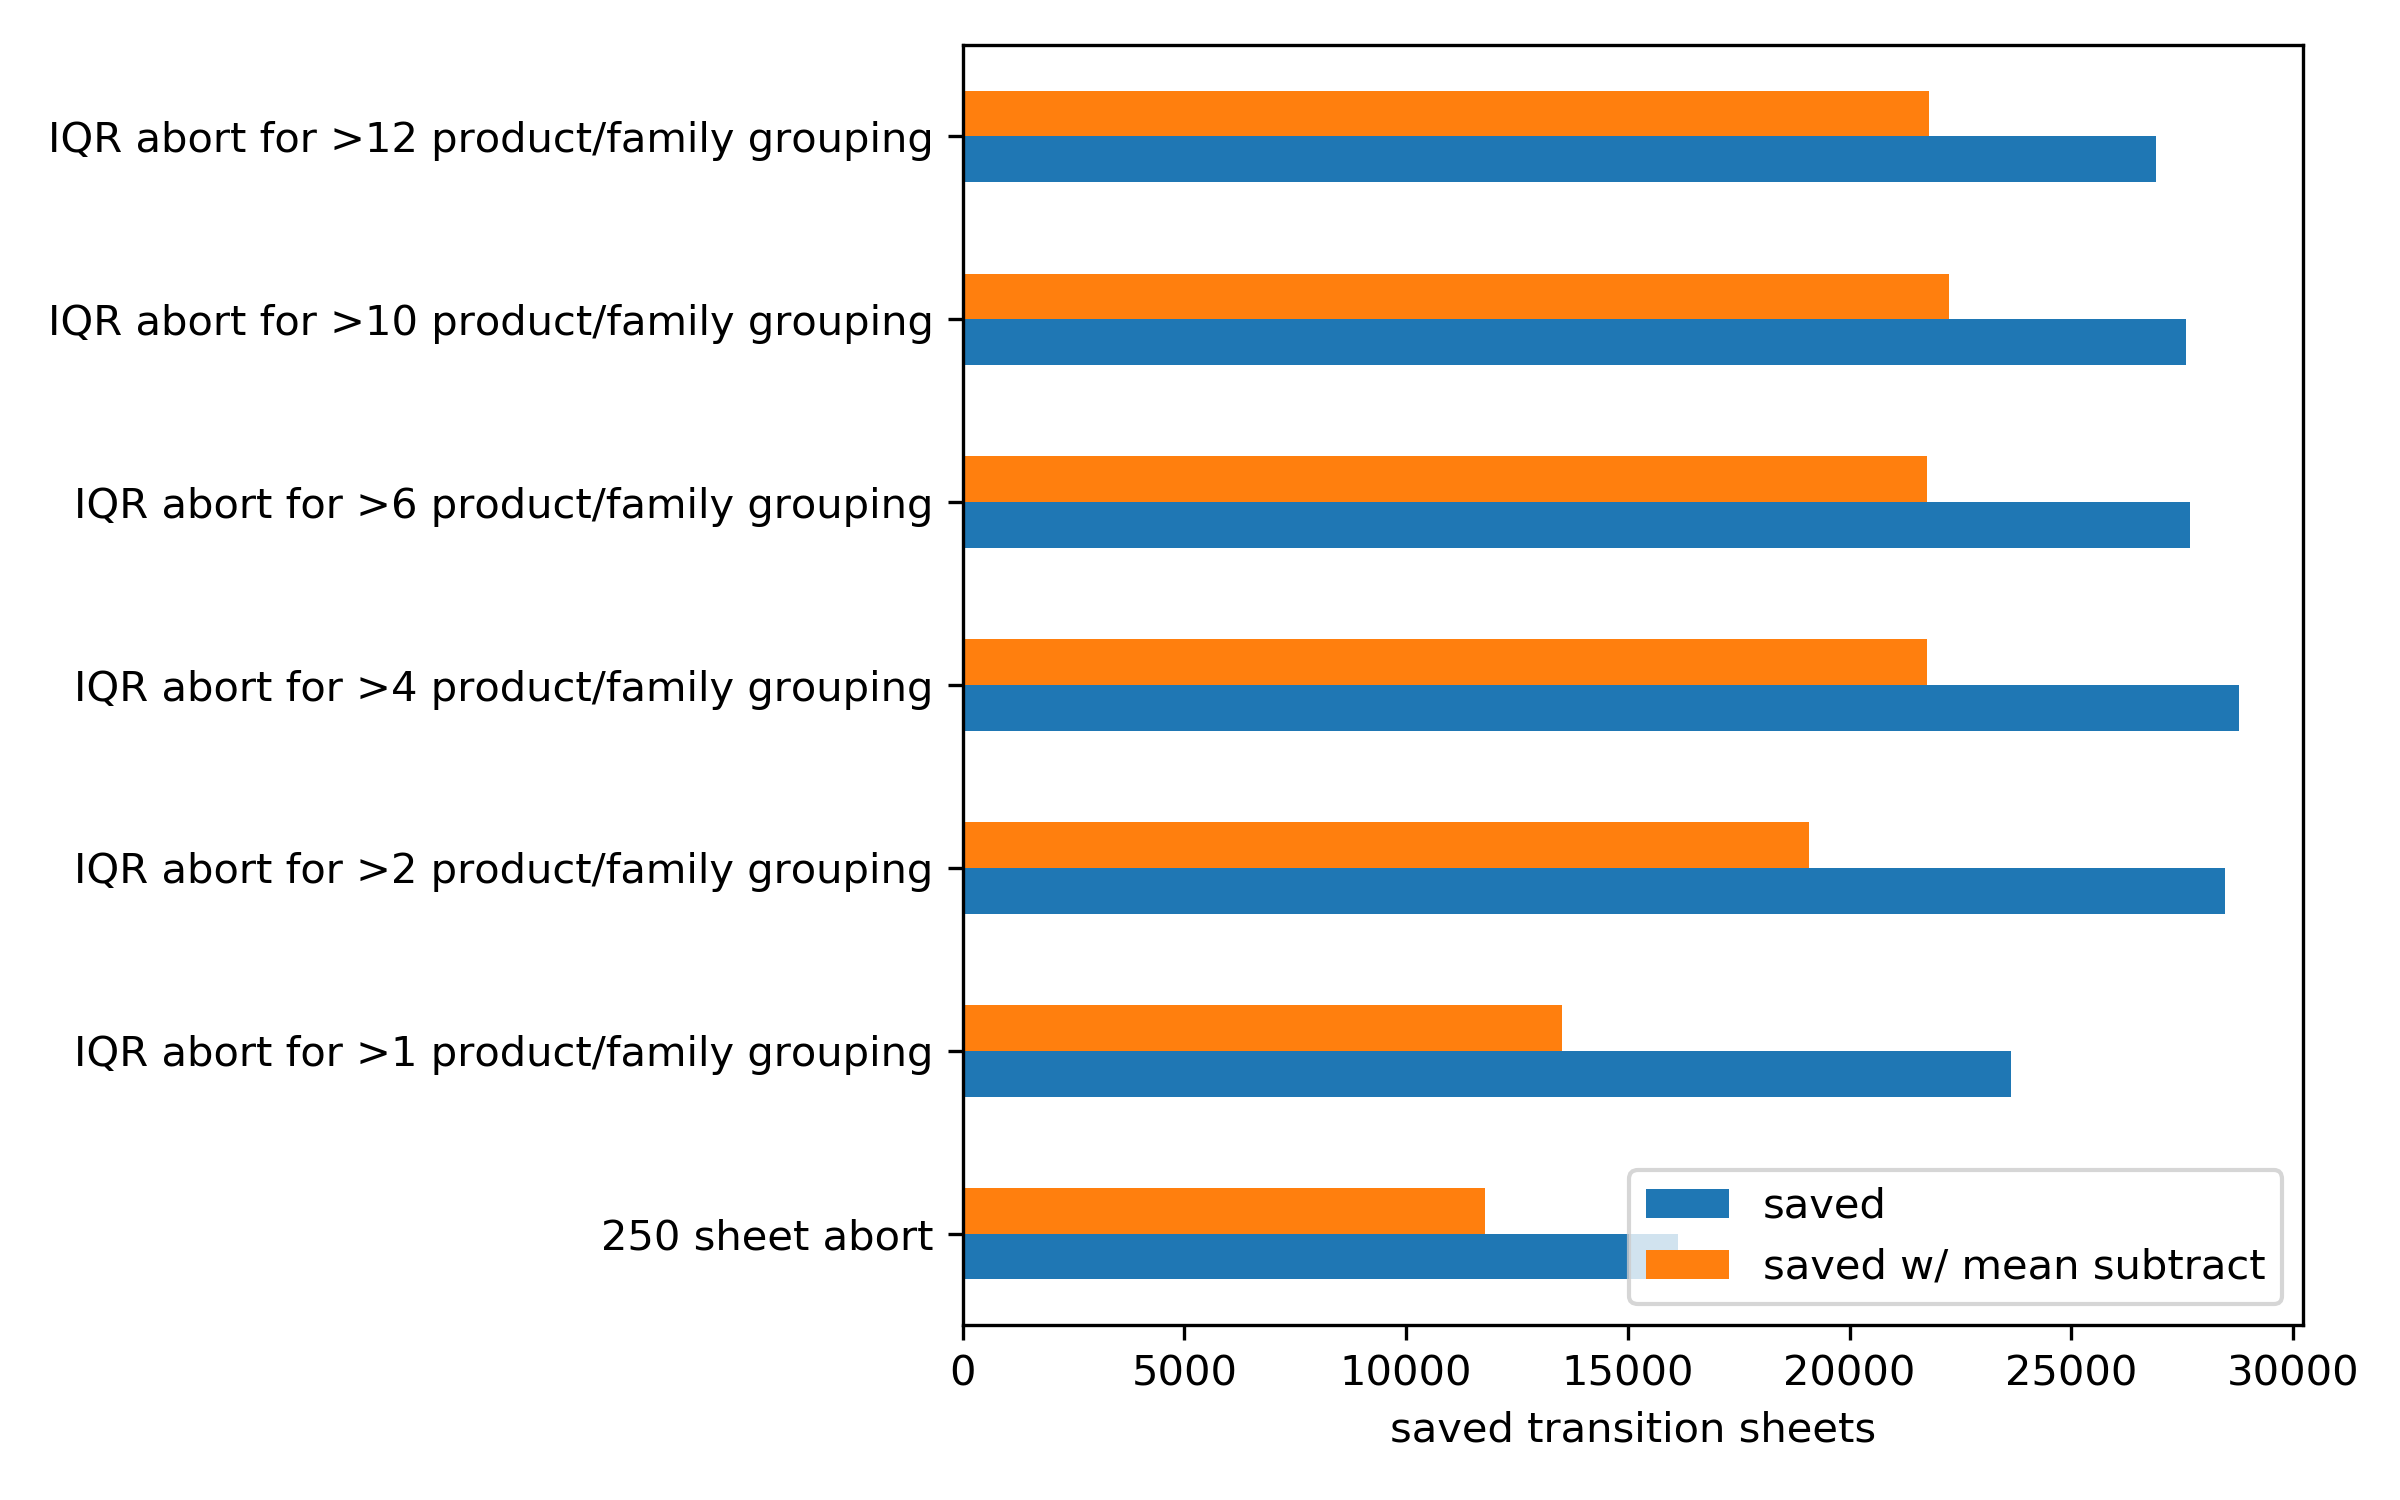 IQR abort for >12 product/family grouping
IQR abort for >10 product/family grouping
IQR abort for >6 product/family grouping
IQR abort for >4 product/family grouping
IQR abort for >2 product/family grouping
IQR abort for >1 product/family grouping
250 sheet abort
saved
saved w/ mean subtract
0 5000 10000 15000 20000 25000 30000
saved transition sheets